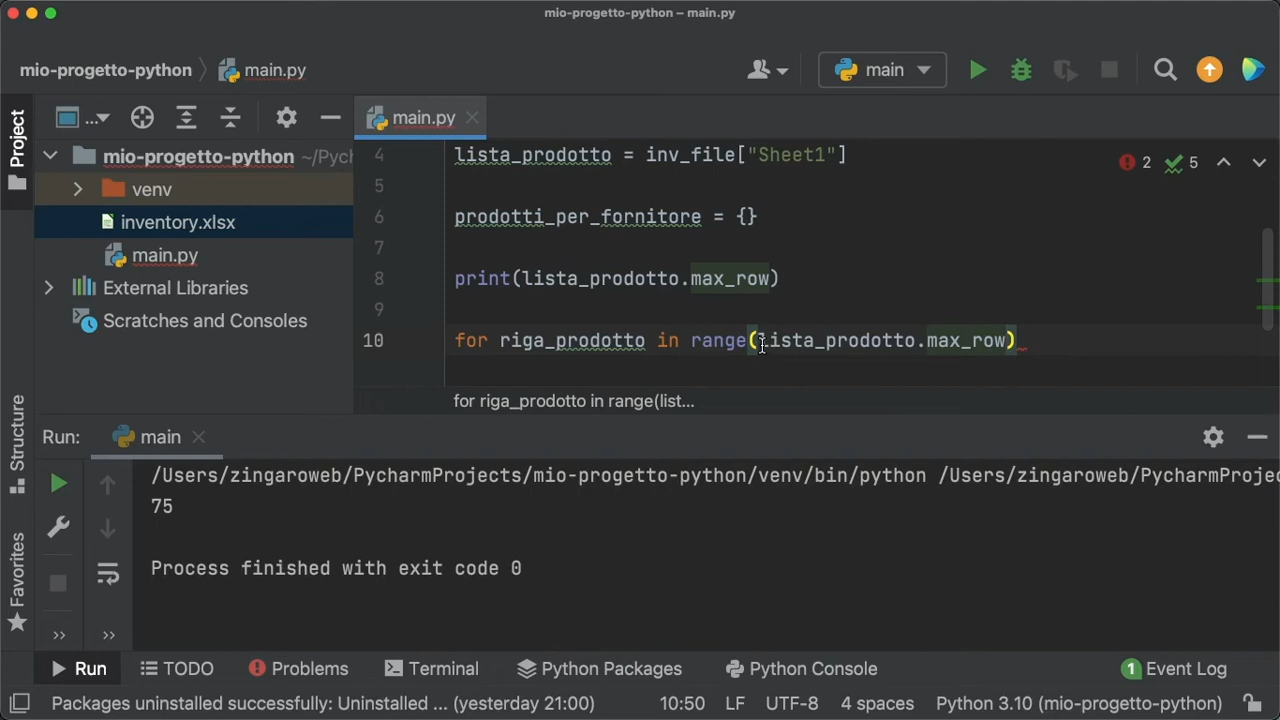 mio-progetto-python – main.py
mio-progetto-python main.py
main
Project
...
main.py
mio-progetto-python ~/Pych
venv
inventory.xlsx
main.py
External Libraries
Scratches and Consoles
4 lista_prodotto = inv_file["Sheet1"]
2 5
5
6 prodotti_per_fornitore = {}
7
8 print(lista_prodotto.max_row)
9
10 for riga_prodotto in range(lista_prodotto.max_row)
for riga_prodotto in range(list...
Structure
Favorites
Run: main
/Users/zingaroweb/PycharmProjects/mio-progetto-python/venv/bin/python /Users/zingaroweb/PycharmProjec
75
Process finished with exit code 0
Run TODO Problems Terminal Python Packages Python Console 1 Event Log
Packages uninstalled successfully: Uninstalled ... (yesterday 21:00) 10:50 LF UTF-8 4 spaces Python 3.10 (mio-progetto-python)